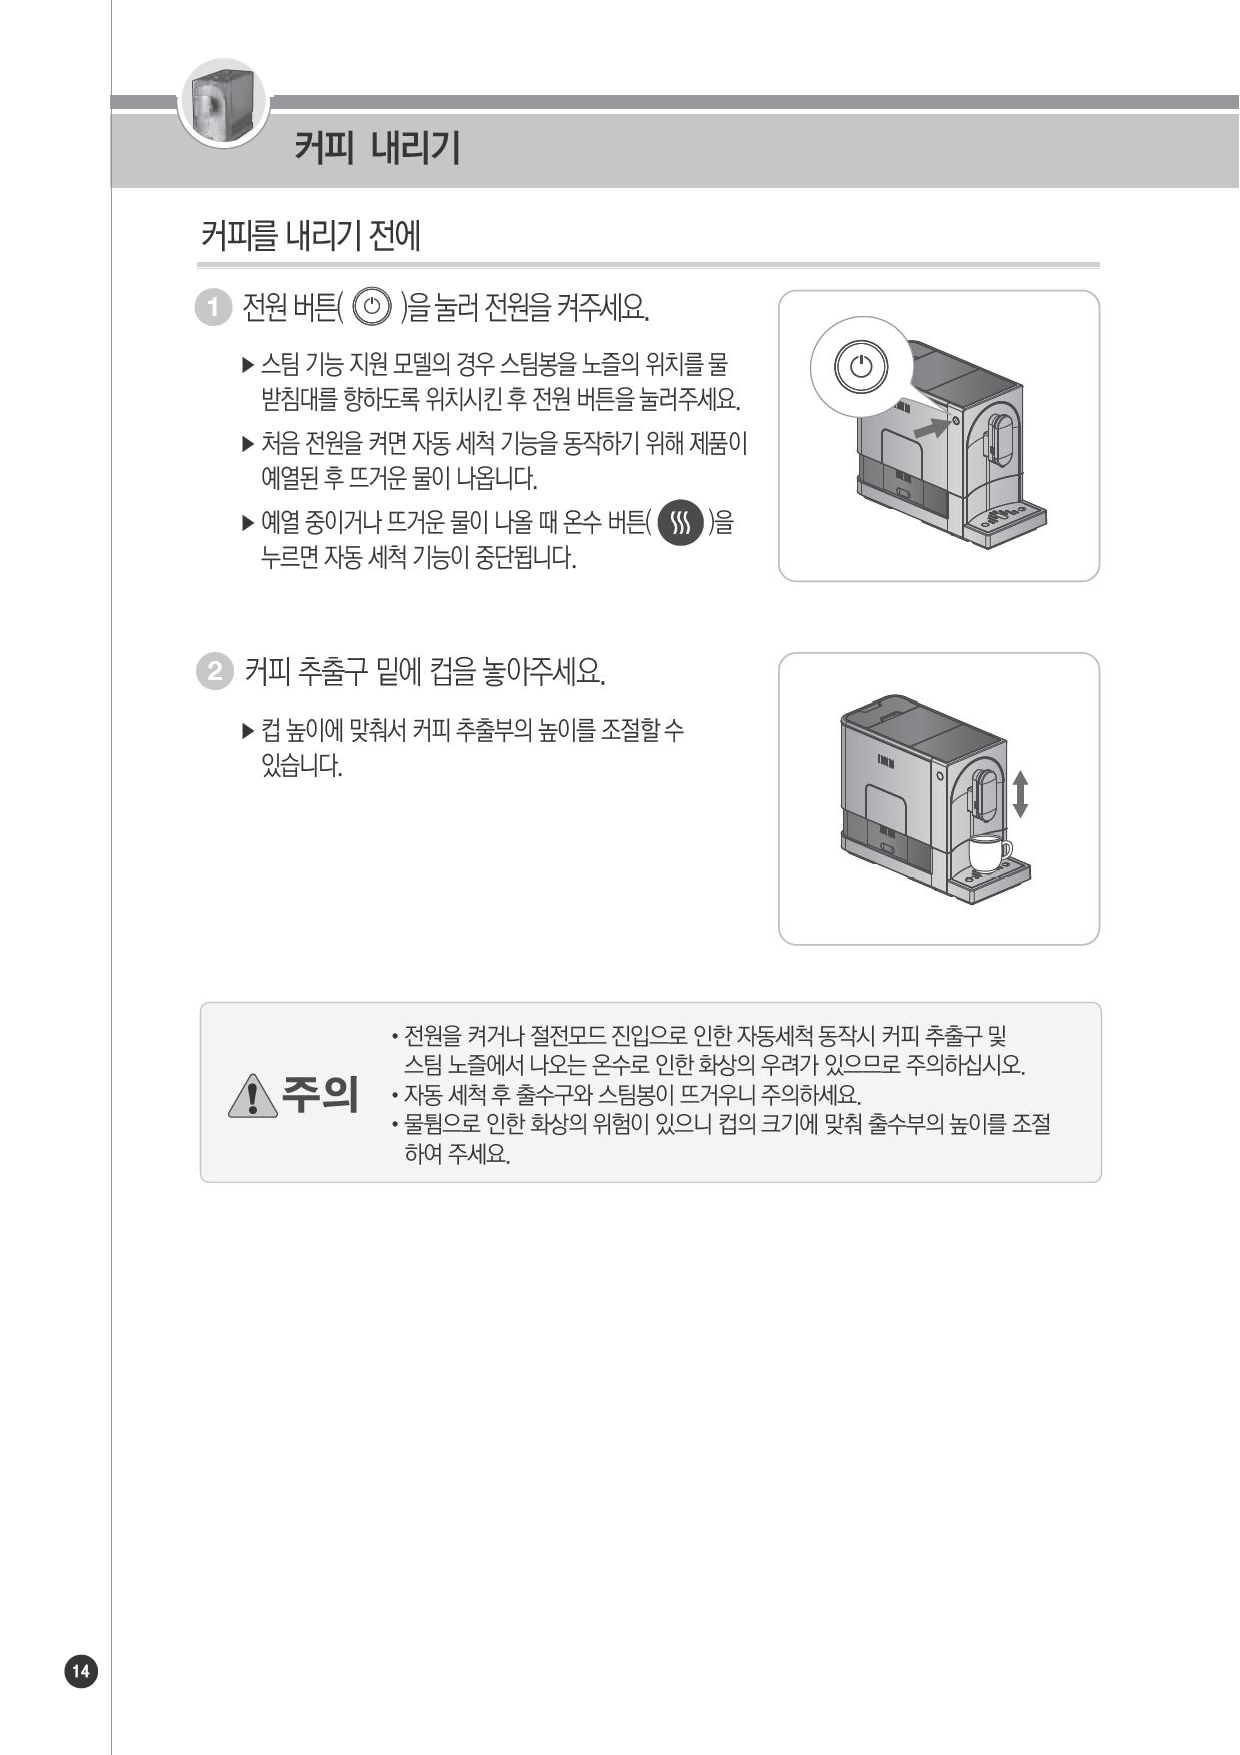 커피 내리기
커피를 내리기 전에
1 전원 버튼( )을 눌러 전원을 켜주세요.
▶ 스팀 기능 지원 모델의 경우 스팀봉을 노즐의 위치를 물
받침대를 향하도록 위치시킨 후 전원 버튼을 눌러주세요.
▶ 처음 전원을 켜면 자동 세척 기능을 동작하기 위해 제품이
예열된 후 뜨거운 물이 나옵니다.
▶ 예열 중이거나 뜨거운 물이 나올 때 온수 버튼( )을
누르면 자동 세척 기능이 중단됩니다.
2 커피 추출구 밑에 컵을 놓아주세요.
▶ 컵 높이에 맞춰서 커피 추출부의 높이를 조절할 수
있습니다.
주의
• 전원을 켜거나 절전모드 진입으로 인한 자동세척 동작시 커피 추출구 및
스팀 노즐에서 나오는 온수로 인한 화상의 우려가 있으므로 주의하십시오.
• 자동 세척 후 출수구와 스팀봉이 뜨거우니 주의하세요.
• 물튐으로 인한 화상의 위험이 있으니 컵의 크기에 맞춰 출수부의 높이를 조절
하여 주세요.
14